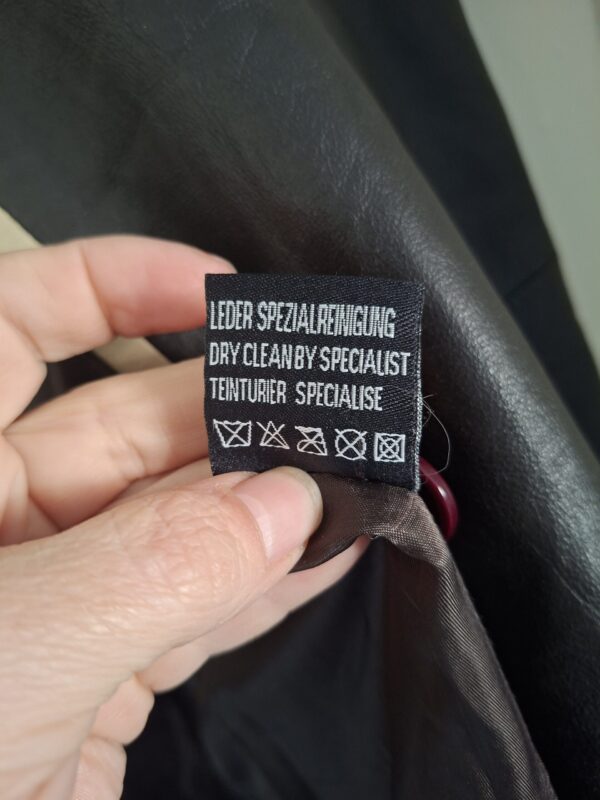 LEDER SPEZIALREINIGUNG
DRY CLEAN BY SPECIALIST
TEINTURIER SPECIALISE